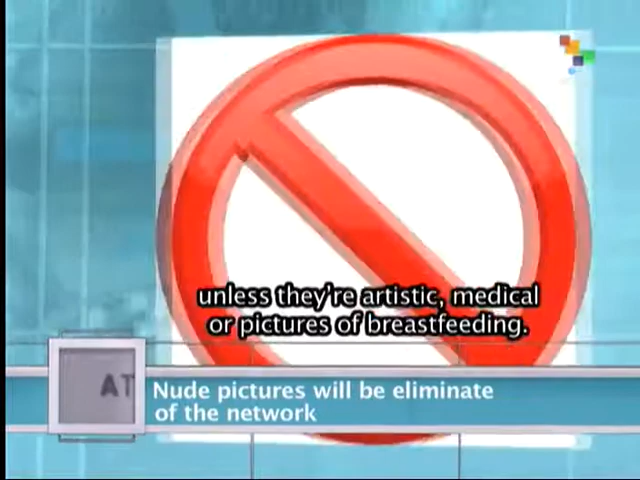 unless they're artistic, medical
or pictures of breastfeeding.
AT
Nude pictures will be eliminate
of the network